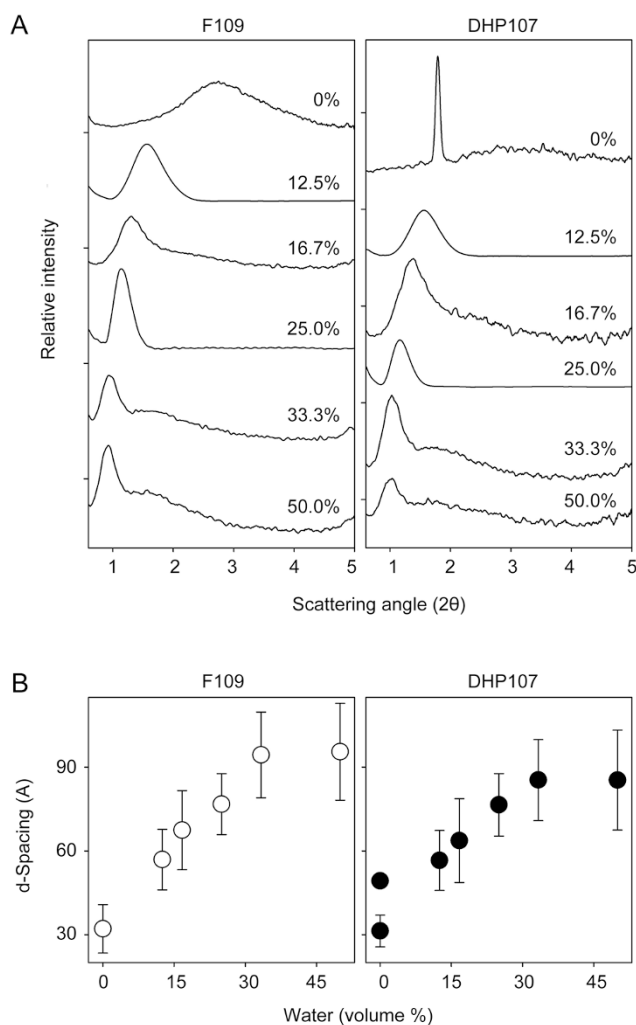 A
F109
DHP107
Relative intensity
0%
12.5%
16.7%
25.0%
33.3%
50.0%
0%
12.5%
16.7%
25.0%
33.3%
50.0%
1 2 3 4 5
1 2 3 4 5
Scattering angle (2θ)
B
F109
DHP107
d-Spacing (A)
90
60
30
0 15 30 45
0 15 30 45
Water (volume %)